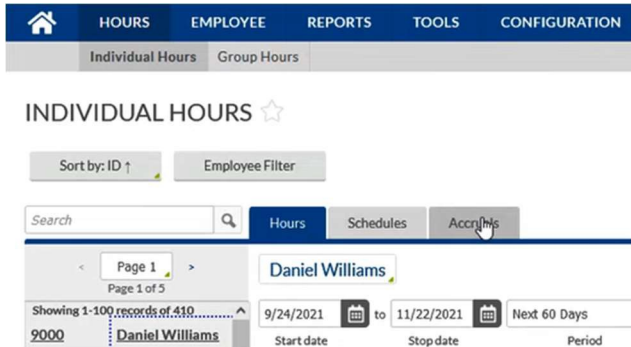 HOURS EMPLOYEE REPORTS TOOLS CONFIGURATION
Individual Hours Group Hours
INDIVIDUAL HOURS
Sort by: ID ↑ Employee Filter
Search Hours Schedules Accruals
< Page 1 >
Page 1 of 5
Daniel Williams
Showing 1-100 records of 410
9/24/2021 to 11/22/2021 Next 60 Days
9000 Daniel Williams
Start date Stop date Period